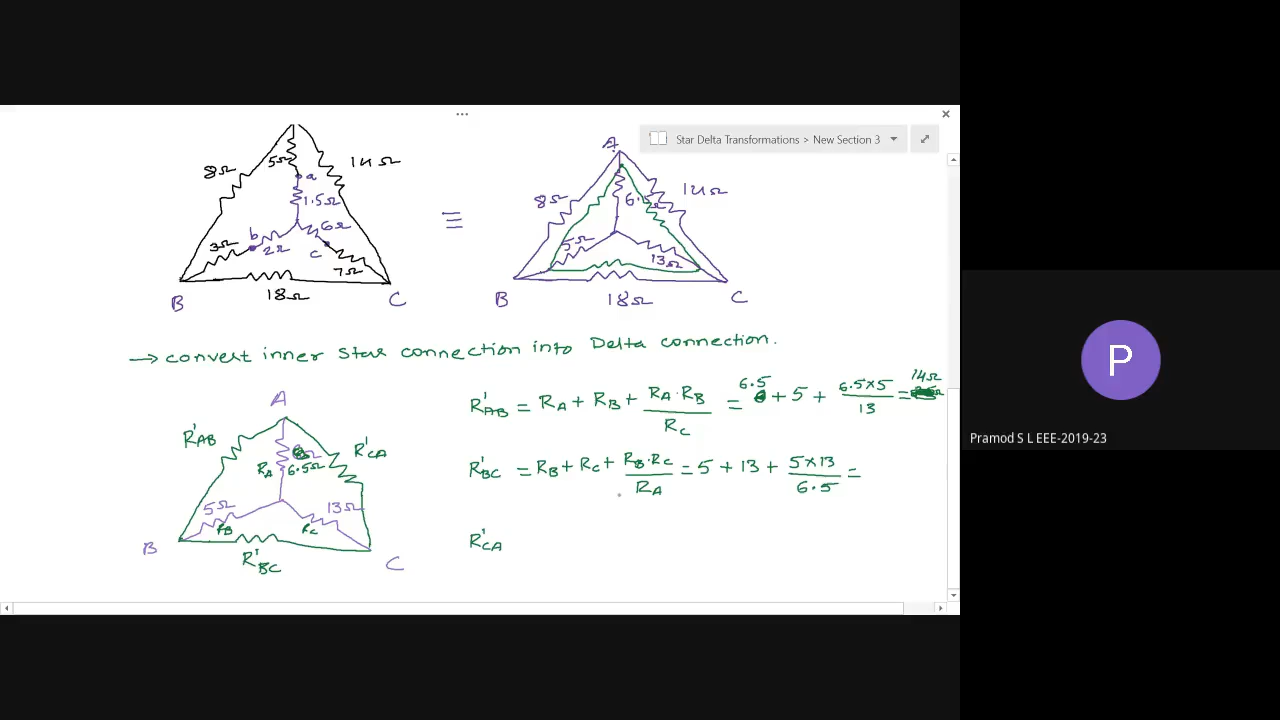 Star Delta Transformations > New Section 3
8Ω
5Ω
14Ω
a
1.5Ω
b
6Ω
3Ω
2Ω
c
7Ω
B
18Ω
C
≡
A
8Ω
14Ω
5Ω
13Ω
B
18Ω
C
→ convert inner star connection into Delta connection.
A
R'AB
R'CA
RA
6.5Ω
5Ω
13Ω
RB
RC
B
R'BC
C
R'AB = RA + RB + RA·RB / RC = 6.5 + 5 + 6.5×5 / 13 = 14Ω
R'BC = RB + RC + RB·RC / RA = 5 + 13 + 5×13 / 6.5 =
R'CA
P
Pramod S L EEE-2019-23